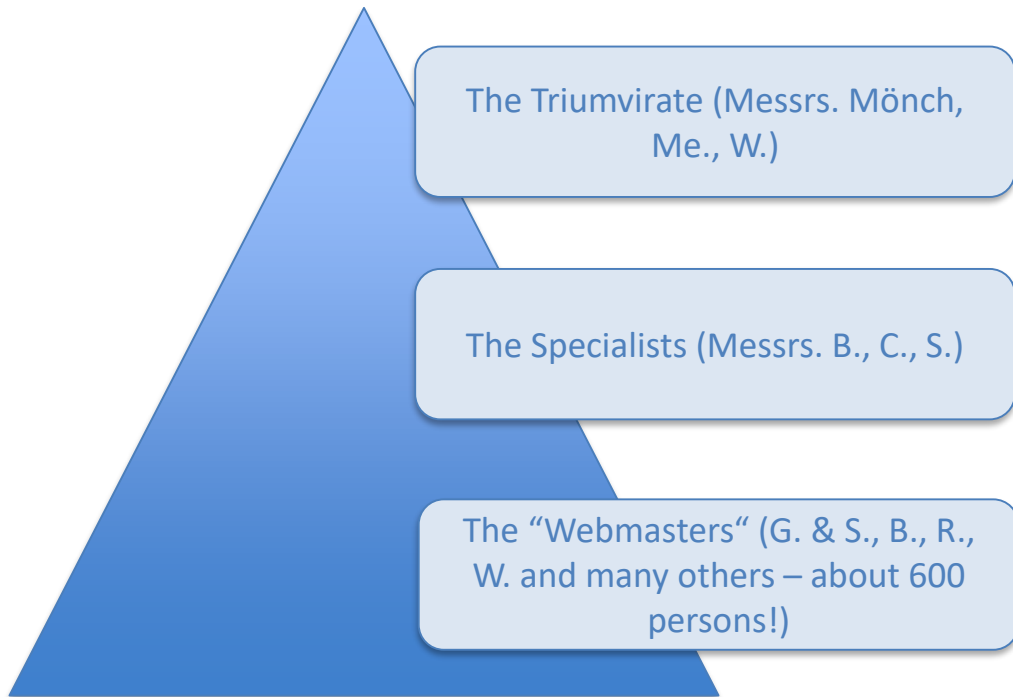 The Triumvirate (Messrs. Mönch,
Me., W.)
The Specialists (Messrs. B., C., S.)
The “Webmasters“ (G. & S., B., R.,
W. and many others – about 600
persons!)